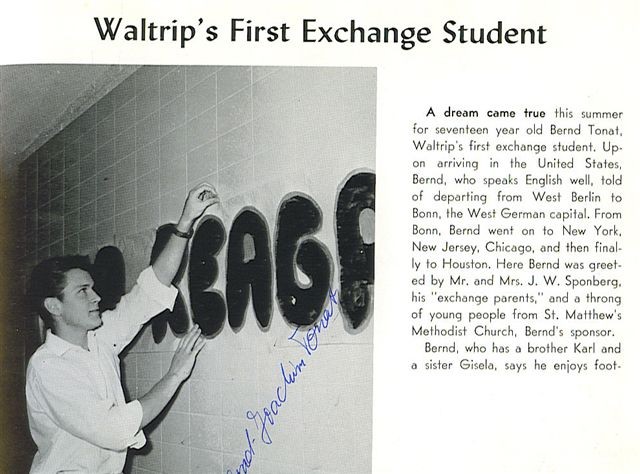 Waltrip's First Exchange Student
A dream came true this summer
for seventeen year old Bernd Tonat,
Waltrip's first exchange student. Up-
on arriving in the United States,
Bernd, who speaks English well, told
of departing from West Berlin to
Bonn, the West German capital. From
Bonn, Bernd went on to New York,
New Jersey, Chicago, and then final-
ly to Houston. Here Bernd was greet-
ed by Mr. and Mrs. J. W. Sponberg,
his "exchange parents," and a throng
of young people from St. Matthew's
Methodist Church, Bernd's sponsor.
Bernd, who has a brother Karl and
a sister Gisela, says he enjoys foot-
REAG
Joachim Tonat